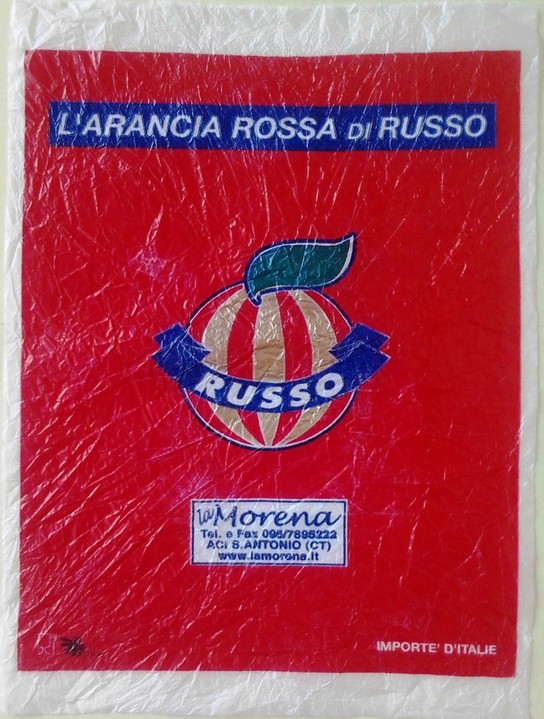 L'ARANCIA ROSSA DI RUSSO
RUSSO
la Morena
Tel. e Fax 095/7895222
ACI S.ANTONIO (CT)
www.lamorena.it
IMPORTE' D'ITALIE